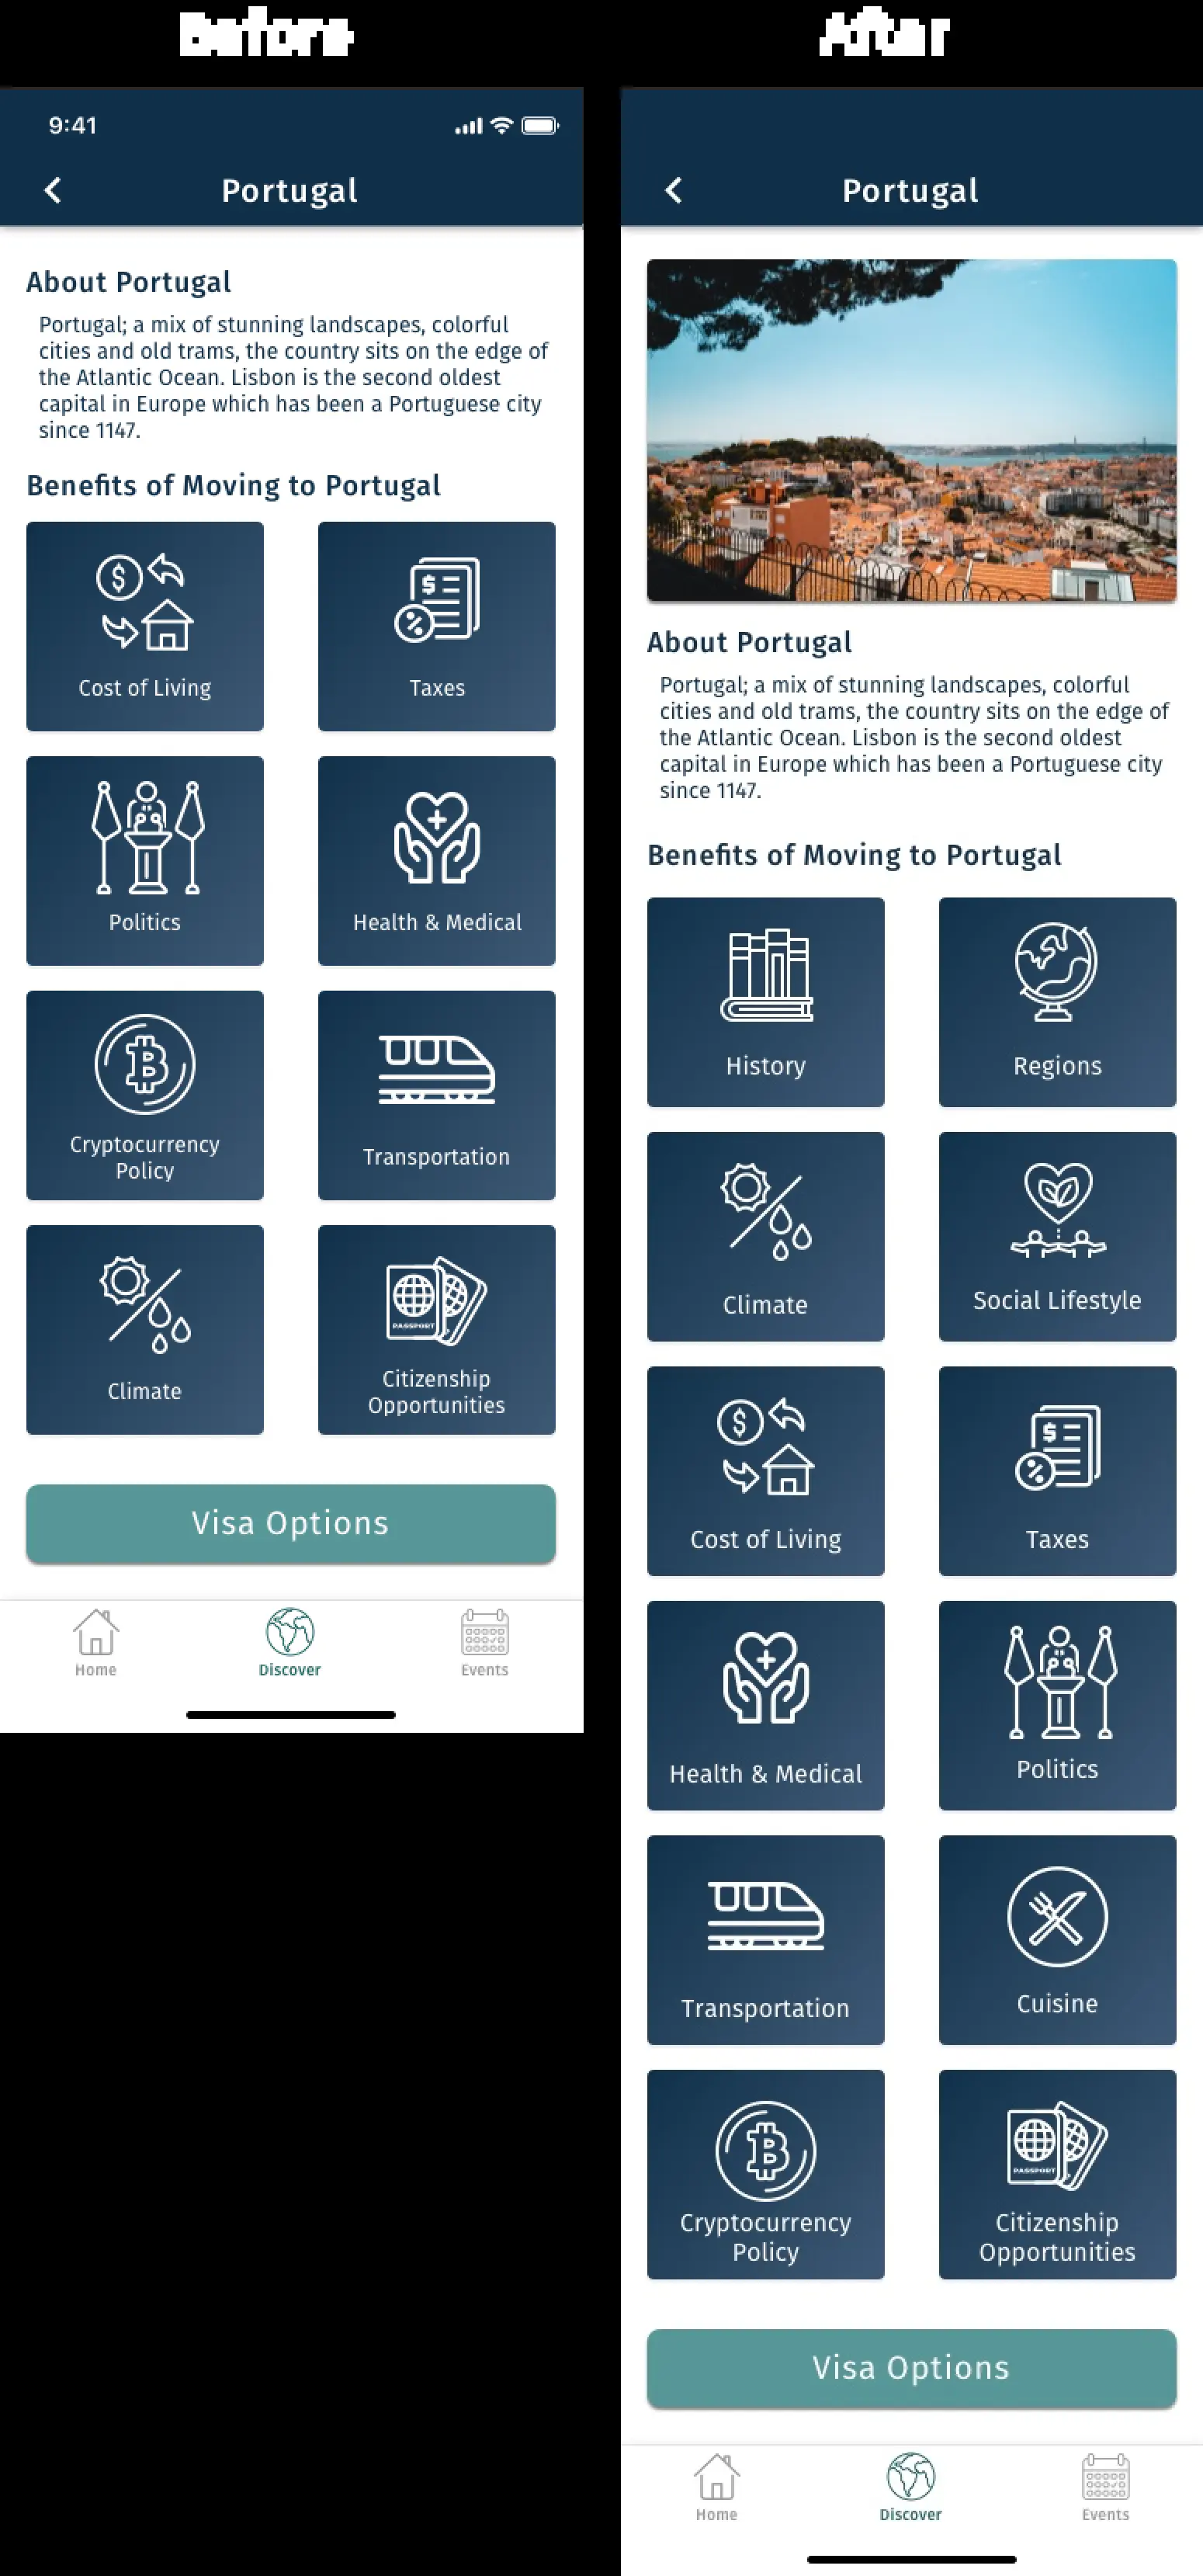 Before
9:41
Portugal
About Portugal
Portugal; a mix of stunning landscapes, colorful
cities and old trams, the country sits on the edge of
the Atlantic Ocean. Lisbon is the second oldest
capital in Europe which has been a Portuguese city
since 1147.
Benefits of Moving to Portugal
$
Cost of Living
$
%
Taxes
Politics
Health & Medical
Cryptocurrency
Policy
Transportation
Climate
PASSPORT
Citizenship
Opportunities
Visa Options
Home
Discover
Events
After
Portugal
About Portugal
Portugal; a mix of stunning landscapes, colorful
cities and old trams, the country sits on the edge of
the Atlantic Ocean. Lisbon is the second oldest
capital in Europe which has been a Portuguese city
since 1147.
Benefits of Moving to Portugal
History
Regions
Climate
Social Lifestyle
$
Cost of Living
$
%
Taxes
Health & Medical
Politics
Transportation
Cuisine
Cryptocurrency
Policy
PASSPORT
Citizenship
Opportunities
Visa Options
Home
Discover
Events